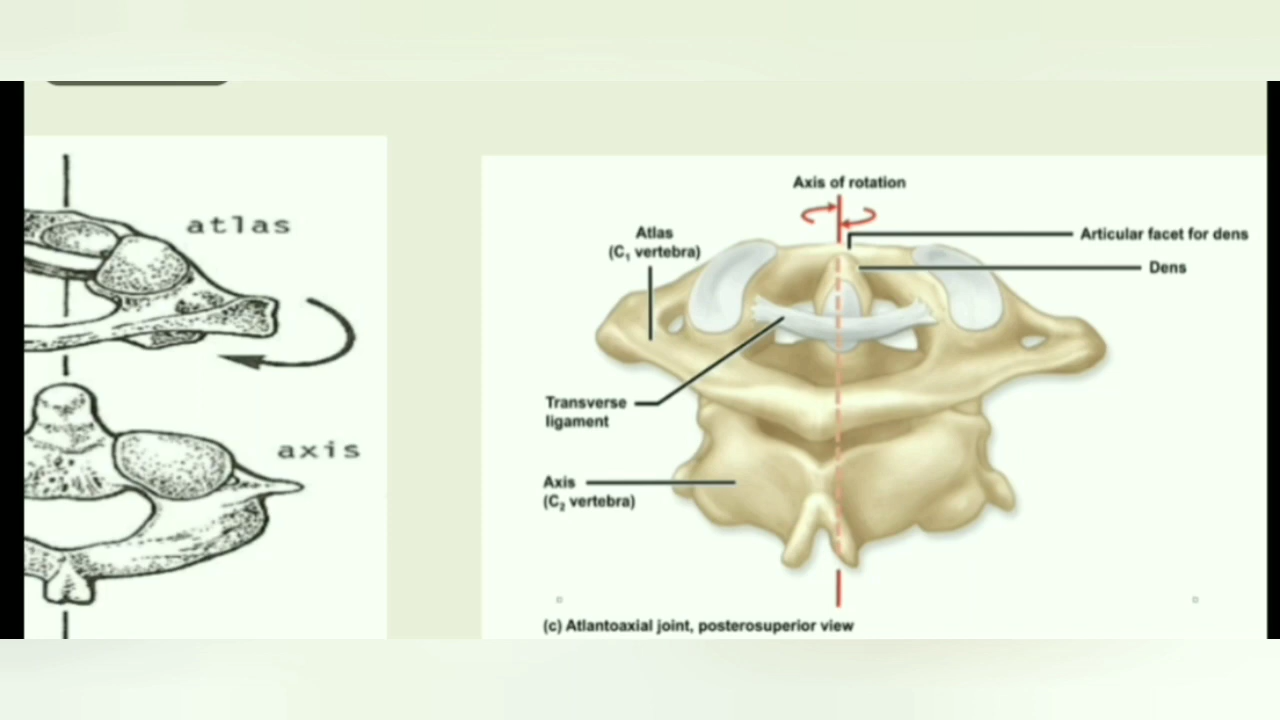 atlas
axis
Axis of rotation
Atlas
(C₁ vertebra)
Articular facet for dens
Dens
Transverse
ligament
Axis
(C₂ vertebra)
(c) Atlantoaxial joint, posterosuperior view